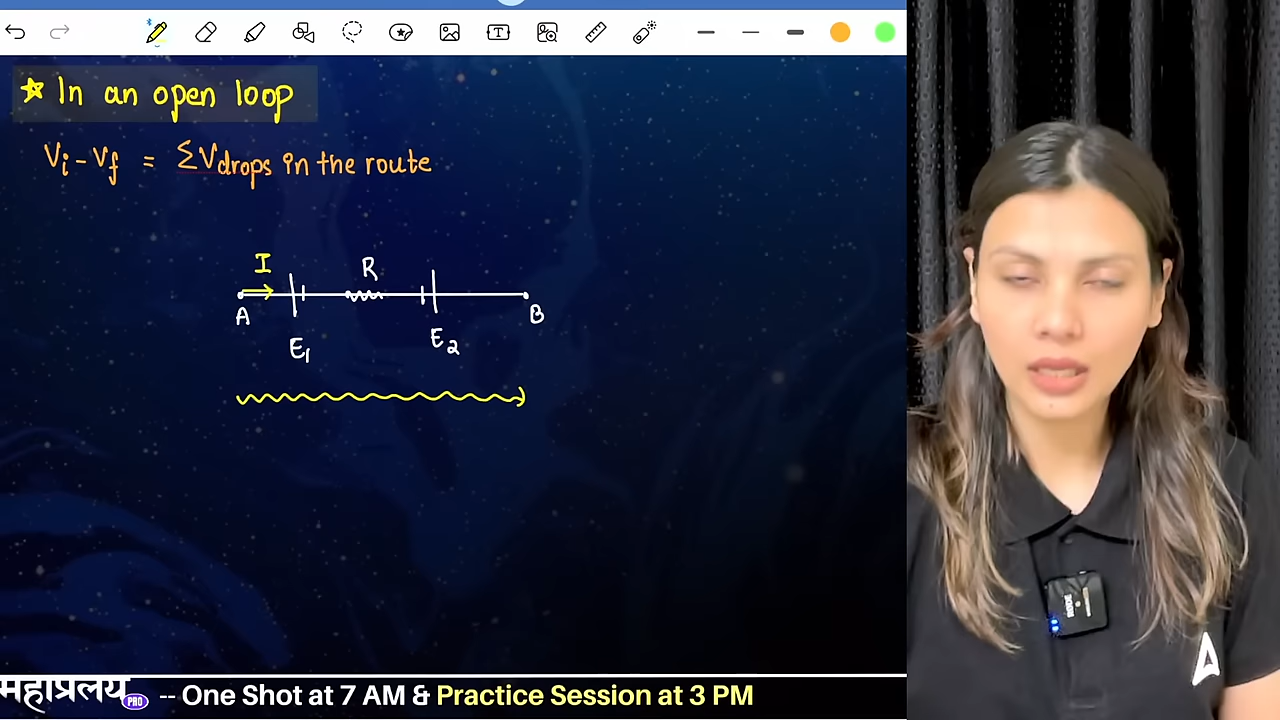 ☆ In an open loop
Vi - Vf = ΣVdrops in the route
I
R
A
B
E1
E2
महाप्रलय PRO -- One Shot at 7 AM & Practice Session at 3 PM